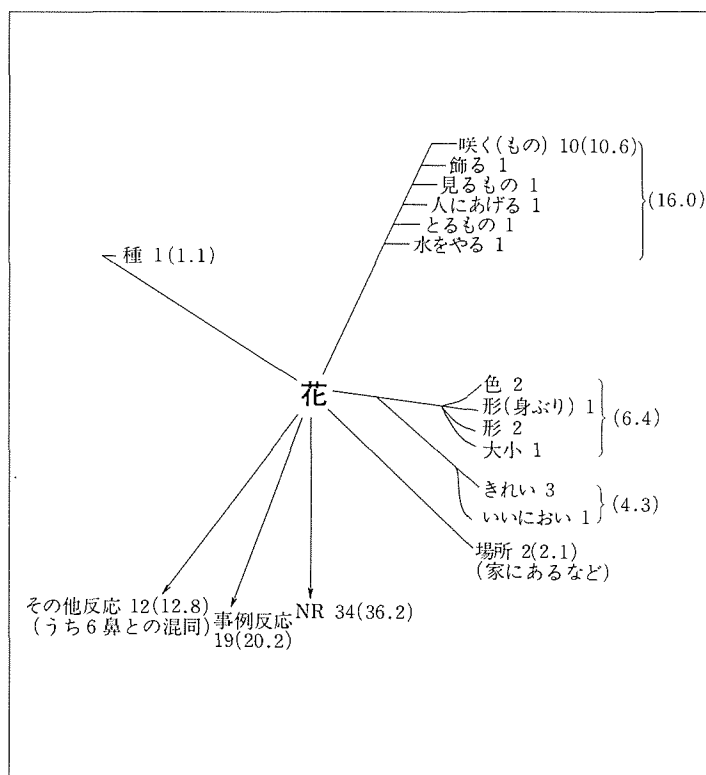 咲く(もの) 10(10.6)
飾る 1
見るもの 1
人にあげる 1
とるもの 1
水をやる 1
(16.0)
種 1(1.1)
花
色 2
形(身ぶり) 1
形 2
大小 1
(6.4)
きれい 3
いいにおい 1
(4.3)
場所 2(2.1)
(家にあるなど)
その他反応 12(12.8)
(うち6鼻との混同)
事例反応
19(20.2)
NR 34(36.2)